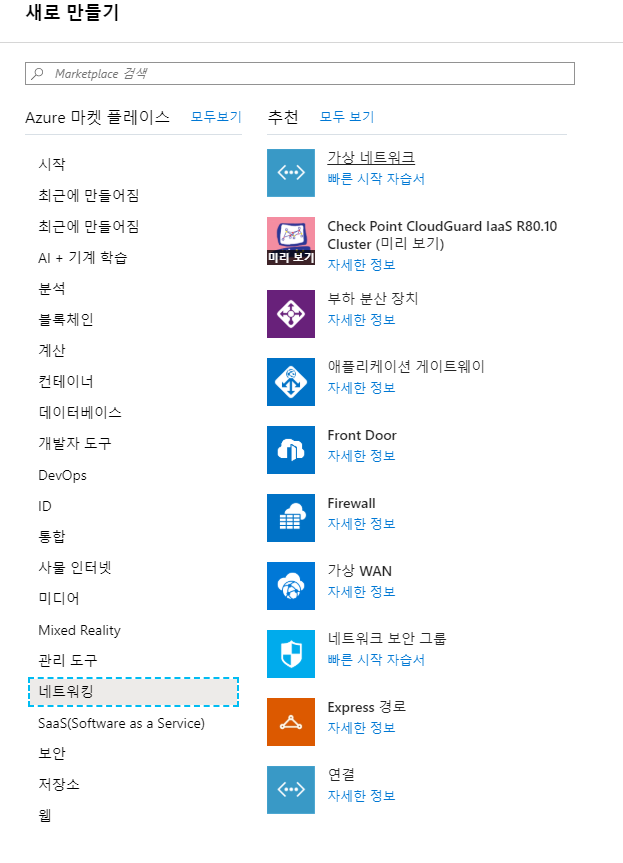 새로 만들기
Marketplace 검색
Azure 마켓 플레이스 모두보기
시작
최근에 만들어짐
최근에 만들어짐
AI + 기계 학습
분석
블록체인
계산
컨테이너
데이터베이스
개발자 도구
DevOps
ID
통합
사물 인터넷
미디어
Mixed Reality
관리 도구
네트워킹
SaaS(Software as a Service)
보안
저장소
웹
추천 모두 보기
가상 네트워크
빠른 시작 자습서
미리 보기
Check Point CloudGuard IaaS R80.10
Cluster (미리 보기)
자세한 정보
부하 분산 장치
자세한 정보
애플리케이션 게이트웨이
자세한 정보
Front Door
자세한 정보
Firewall
자세한 정보
가상 WAN
자세한 정보
네트워크 보안 그룹
빠른 시작 자습서
Express 경로
자세한 정보
연결
자세한 정보